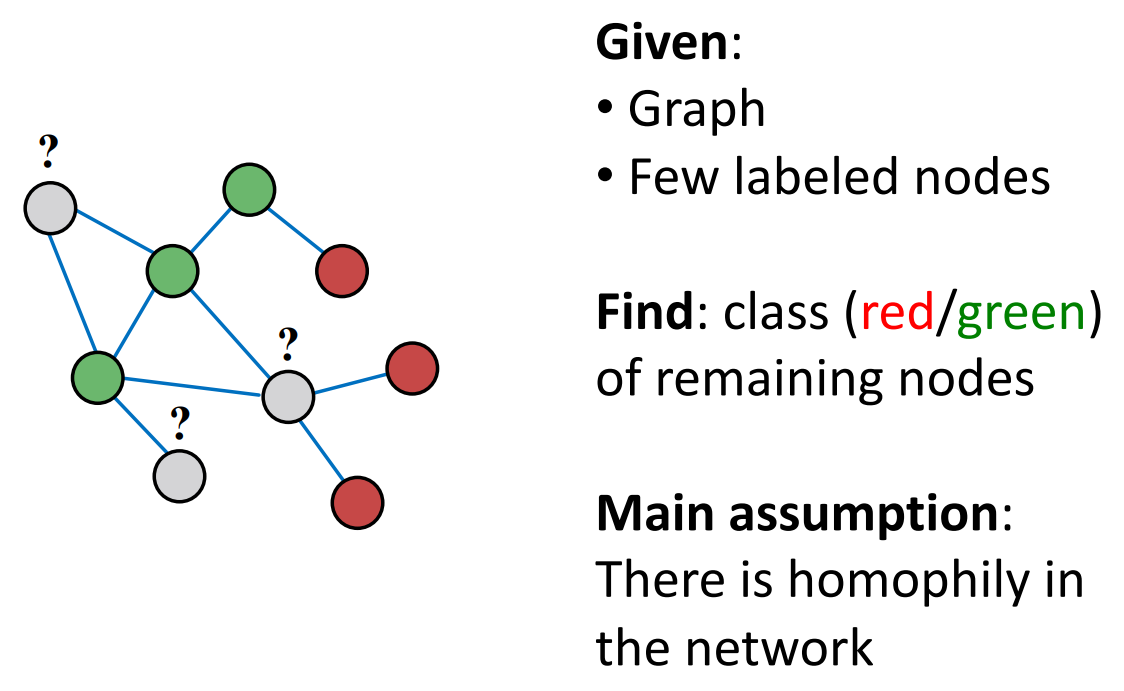 ?
?
?
Given:
• Graph
• Few labeled nodes
Find: class (red/green)
of remaining nodes
Main assumption:
There is homophily in
the network